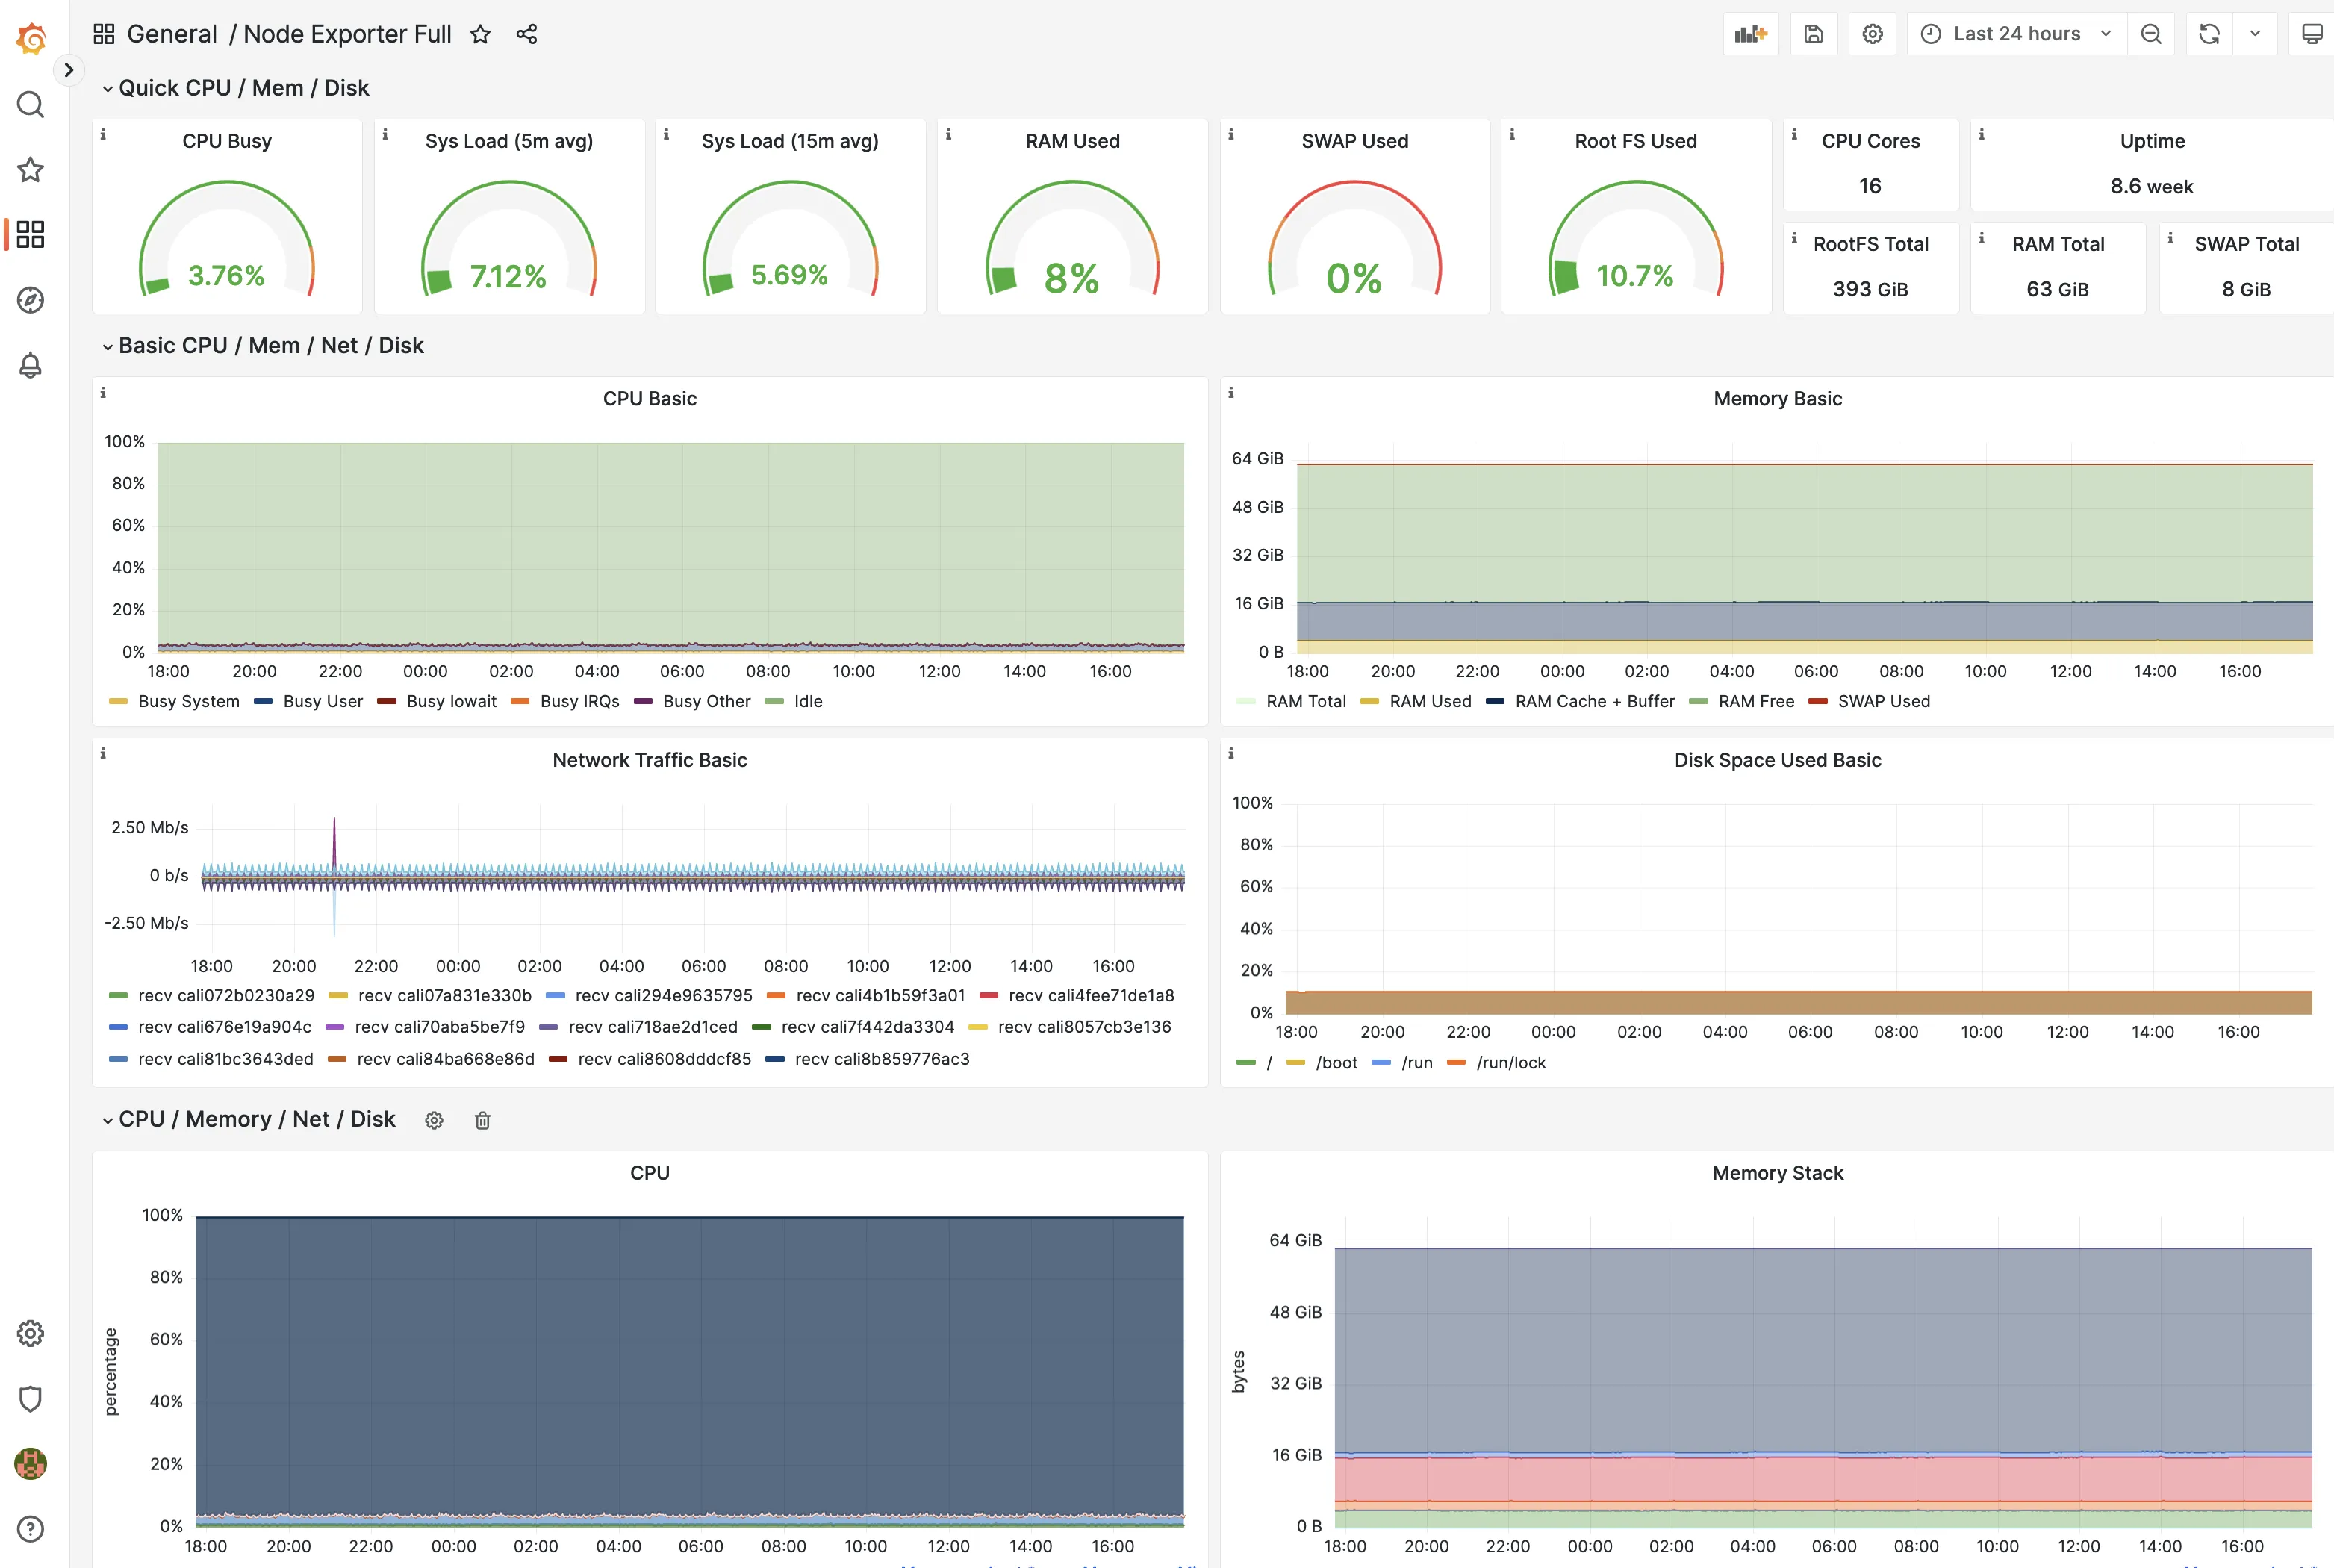 General / Node Exporter Full
Last 24 hours
Quick CPU / Mem / Disk
CPU Busy
3.76%
Sys Load (5m avg)
7.12%
Sys Load (15m avg)
5.69%
RAM Used
8%
SWAP Used
0%
Root FS Used
10.7%
CPU Cores
16
Uptime
8.6 week
RootFS Total
393 GiB
RAM Total
63 GiB
SWAP Total
8 GiB
Basic CPU / Mem / Net / Disk
CPU Basic
100%
80%
60%
40%
20%
0%
18:00 20:00 22:00 00:00 02:00 04:00 06:00 08:00 10:00 12:00 14:00 16:00
Busy System Busy User Busy Iowait Busy IRQs Busy Other Idle
Memory Basic
64 GiB
48 GiB
32 GiB
16 GiB
0 B
18:00 20:00 22:00 00:00 02:00 04:00 06:00 08:00 10:00 12:00 14:00 16:00
RAM Total RAM Used RAM Cache + Buffer RAM Free SWAP Used
Network Traffic Basic
2.50 Mb/s
0 b/s
-2.50 Mb/s
18:00 20:00 22:00 00:00 02:00 04:00 06:00 08:00 10:00 12:00 14:00 16:00
recv cali072b0230a29 recv cali07a831e330b recv cali294e9635795 recv cali4b1b59f3a01 recv cali4fee71de1a8
recv cali676e19a904c recv cali70aba5be7f9 recv cali718ae2d1ced recv cali7f442da3304 recv cali8057cb3e136
recv cali81bc3643ded recv cali84ba668e86d recv cali8608dddcf85 recv cali8b859776ac3
Disk Space Used Basic
100%
80%
60%
40%
20%
0%
18:00 20:00 22:00 00:00 02:00 04:00 06:00 08:00 10:00 12:00 14:00 16:00
/ /boot /run /run/lock
CPU / Memory / Net / Disk
CPU
percentage
100%
80%
60%
40%
20%
0%
18:00 20:00 22:00 00:00 02:00 04:00 06:00 08:00 10:00 12:00 14:00 16:00
Memory Stack
bytes
64 GiB
48 GiB
32 GiB
16 GiB
0 B
18:00 20:00 22:00 00:00 02:00 04:00 06:00 08:00 10:00 12:00 14:00 16:00